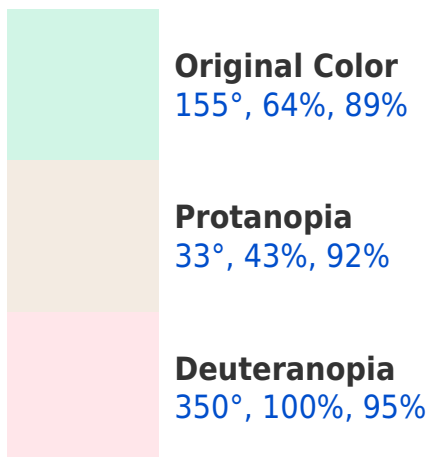 Original Color
155°, 64%, 89%
Protanopia
33°, 43%, 92%
Deuteranopia
350°, 100%, 95%